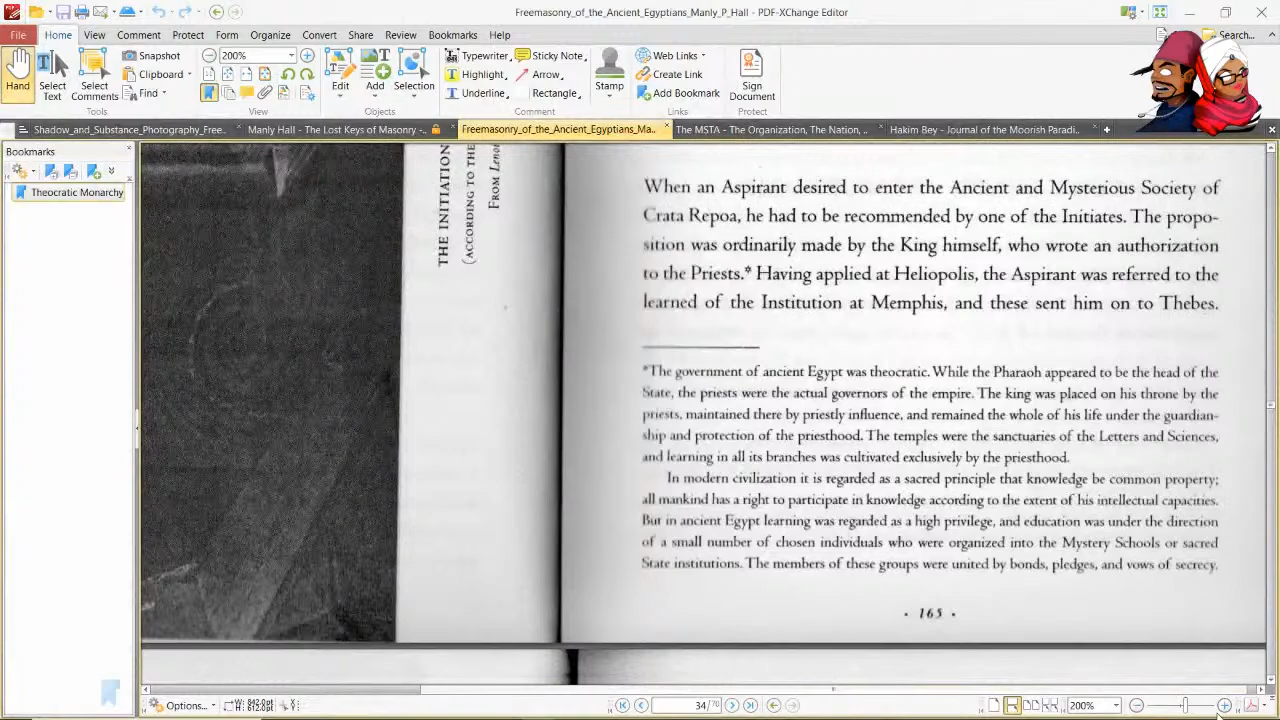 Freemasonry_of_the_Ancient_Egyptians_Manly_P_Hall - PDF-XChange Editor
File Home View Comment Protect Form Organize Convert Share Review Bookmarks Help Search...
Hand
Select Text
Select Comments
Snapshot
Clipboard
Find
Tools
200%
View
Edit
Add
Selection
Objects
Typewriter
Highlight
Underline
Sticky Note
Arrow
Rectangle
Comment
Stamp
Web Links
Create Link
Add Bookmark
Links
Sign Document
Protect
Shadow_and_Substance_Photography_Free...
Manly Hall - The Lost Keys of Masonry -
Freemasonry_of_the_Ancient_Egyptians_Ma...
The MSTA - The Organization, The Nation,
Hakim Bey - Journal of the Moorish Paradi...
Bookmarks
Theocratic Monarchy
THE INITIATION
(ACCORDING TO THE
From Lenoi
When an Aspirant desired to enter the Ancient and Mysterious Society of
Crata Repoa, he had to be recommended by one of the Initiates. The propo-
sition was ordinarily made by the King himself, who wrote an authorization
to the Priests.* Having applied at Heliopolis, the Aspirant was referred to the
learned of the Institution at Memphis, and these sent him on to Thebes.
*The government of ancient Egypt was theocratic. While the Pharaoh appeared to be the head of the
State, the priests were the actual governors of the empire. The king was placed on his throne by the
priests, maintained there by priestly influence, and remained the whole of his life under the guardian-
ship and protection of the priesthood. The temples were the sanctuaries of the Letters and Sciences,
and learning in all its branches was cultivated exclusively by the priesthood.
In modern civilization it is regarded as a sacred principle that knowledge be common property;
all mankind has a right to participate in knowledge according to the extent of his intellectual capacities.
But in ancient Egypt learning was regarded as a high privilege, and education was under the direction
of a small number of chosen individuals who were organized into the Mystery Schools or sacred
State institutions. The members of these groups were united by bonds, pledges, and vows of secrecy.
· 165 ·
Options...
W: 842.0pt
H: 612.0pt
X:
Y:
34/70
200%